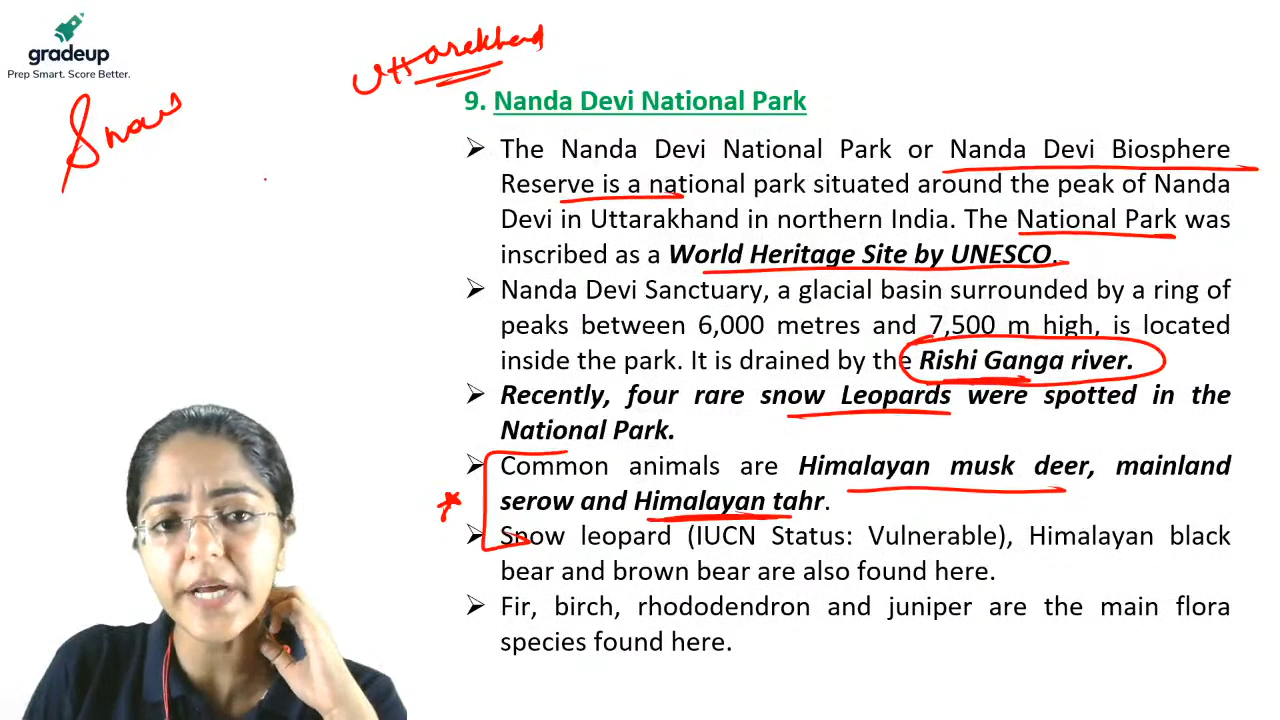 gradeup
Prep Smart. Score Better.
Uttarakhand
Snow
9. Nanda Devi National Park
➢ The Nanda Devi National Park or Nanda Devi Biosphere
Reserve is a national park situated around the peak of Nanda
Devi in Uttarakhand in northern India. The National Park was
inscribed as a World Heritage Site by UNESCO.
➢ Nanda Devi Sanctuary, a glacial basin surrounded by a ring of
peaks between 6,000 metres and 7,500 m high, is located
inside the park. It is drained by the Rishi Ganga river.
➢ Recently, four rare snow Leopards were spotted in the
National Park.
➢ Common animals are Himalayan musk deer, mainland
serow and Himalayan tahr.
➢ Snow leopard (IUCN Status: Vulnerable), Himalayan black
bear and brown bear are also found here.
➢ Fir, birch, rhododendron and juniper are the main flora
species found here.